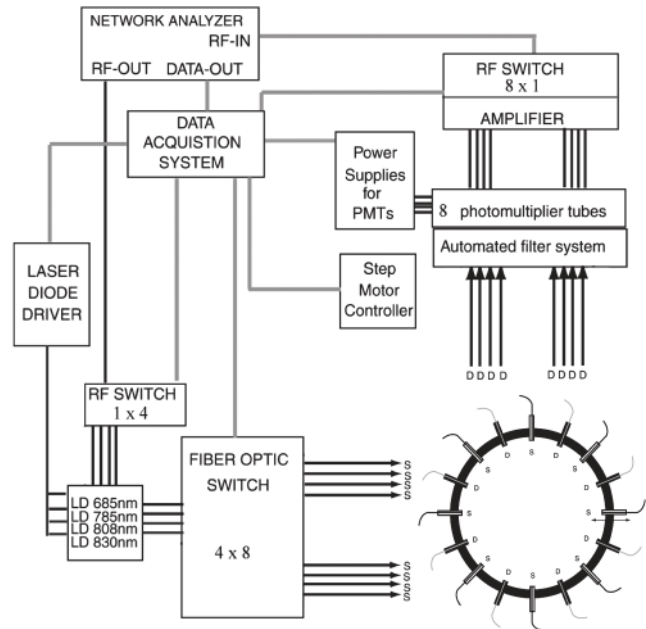 NETWORK ANALYZER
RF-IN
RF-OUT DATA-OUT
RF SWITCH
8 x 1
AMPLIFIER
DATA
ACQUISTION
SYSTEM
Power
Supplies
for
PMTs
8 photomultiplier tubes
Automated filter system
LASER
DIODE
DRIVER
Step
Motor
Controller
D D D D D D D D
RF SWITCH
1 x 4
FIBER OPTIC
SWITCH
4 x 8
LD 685nm
LD 785nm
LD 808nm
LD 830nm
S
S
S
S
S
S
S
S
S
D
S
D
S
D
S
D
S
D
S
D
S
D
S
D